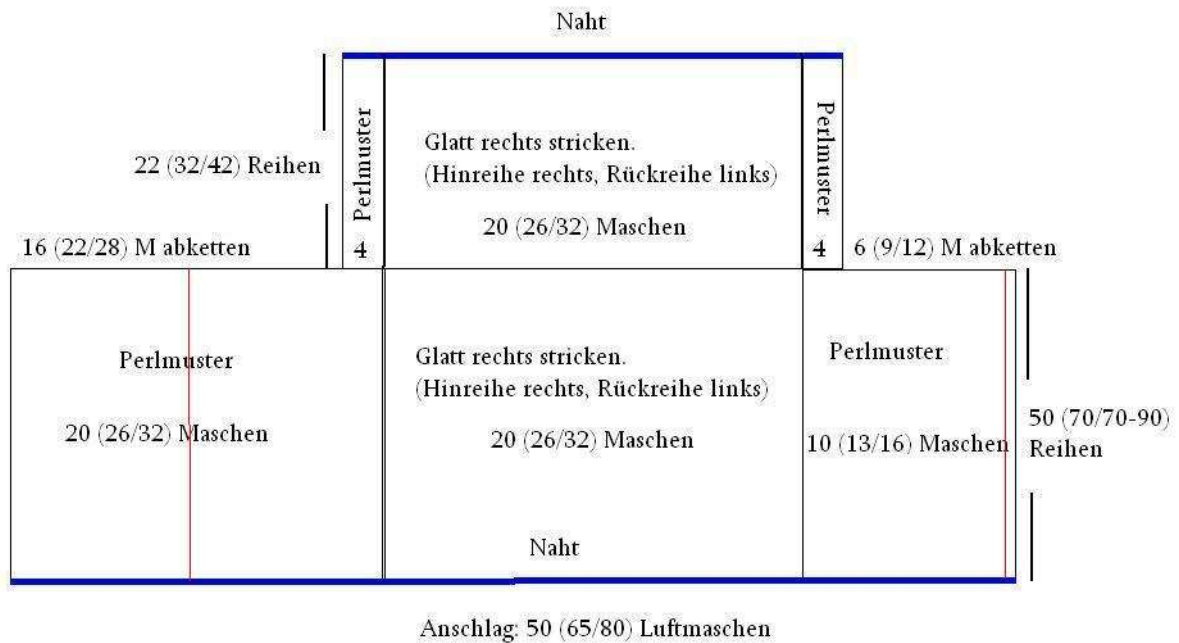 Naht
Perlmuster
Perlmuster
Glatt rechts stricken.
(Hinreihe rechts, Rückreihe links)
22 (32/42) Reihen
20 (26/32) Maschen
16 (22/28) M abketten
4
4
6 (9/12) M abketten
Perlmuster
Glatt rechts stricken.
(Hinreihe rechts, Rückreihe links)
Perlmuster
20 (26/32) Maschen
20 (26/32) Maschen
10 (13/16) Maschen
50 (70/70-90)
Reihen
Naht
Anschlag: 50 (65/80) Luftmaschen